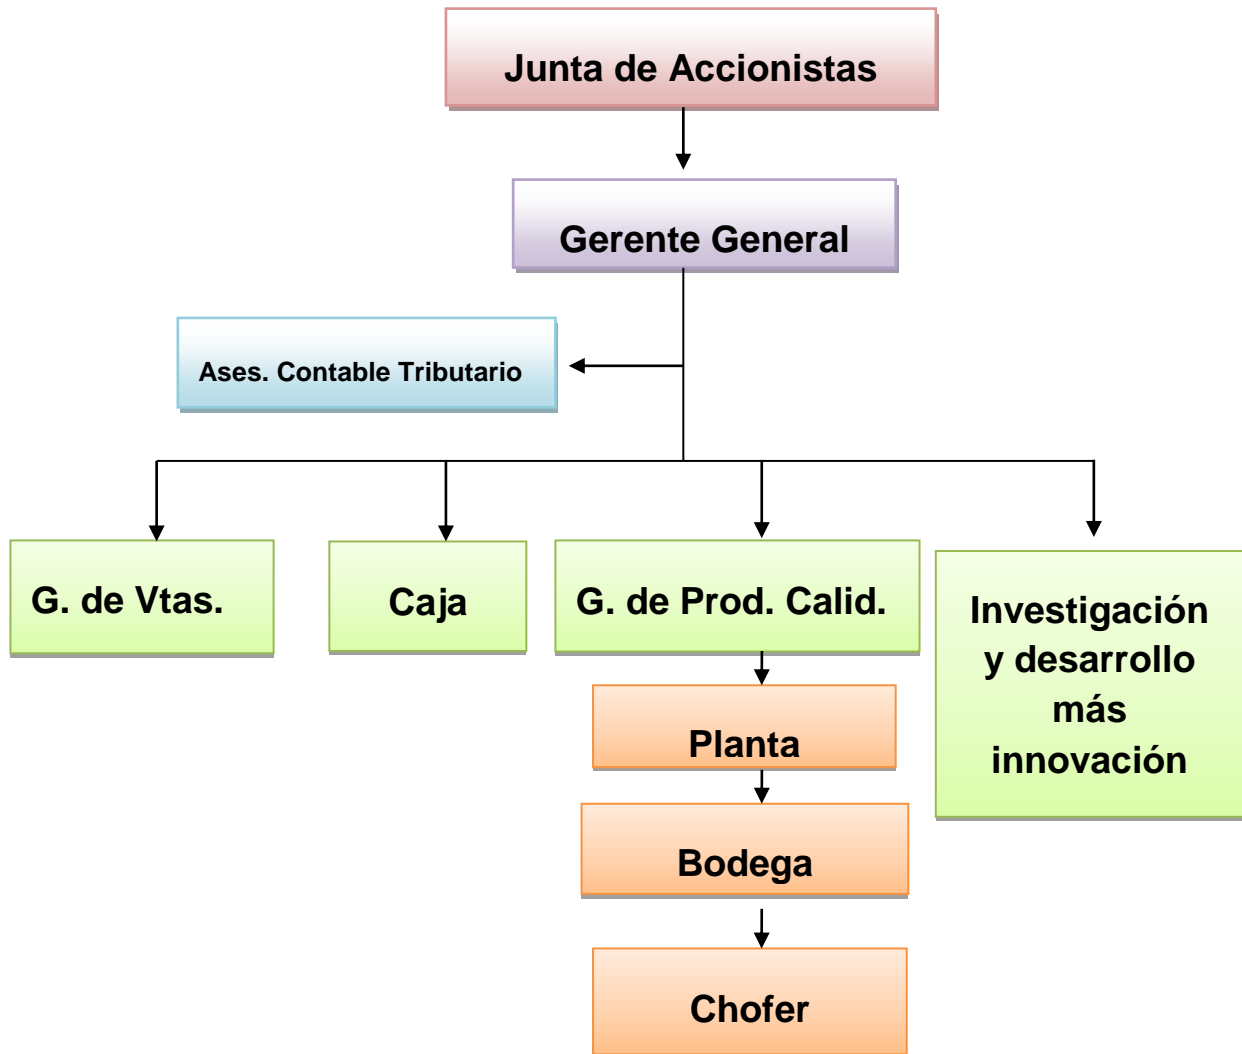 Junta de Accionistas
Gerente General
Ases. Contable Tributario
G. de Vtas.
Caja
G. de Prod. Calid.
Investigación
y desarrollo
más
innovación
Planta
Bodega
Chofer